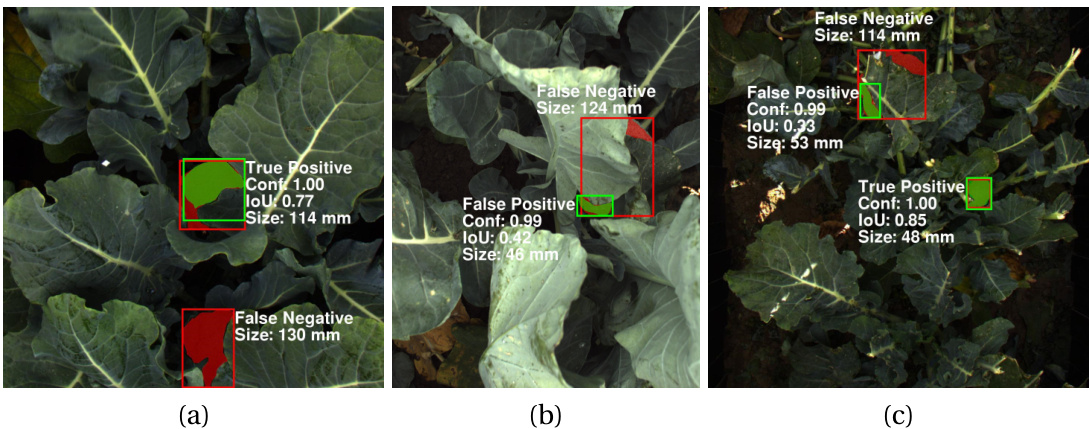 True Positive
Conf: 1.00
IoU: 0.77
Size: 114 mm
False Negative
Size: 130 mm
False Negative
Size: 124 mm
False Positive
Conf: 0.99
IoU: 0.42
Size: 46 mm
False Negative
Size: 114 mm
False Positive
Conf: 0.99
IoU: 0.33
Size: 53 mm
True Positive
Conf: 1.00
IoU: 0.85
Size: 48 mm
(a)
(b)
(c)